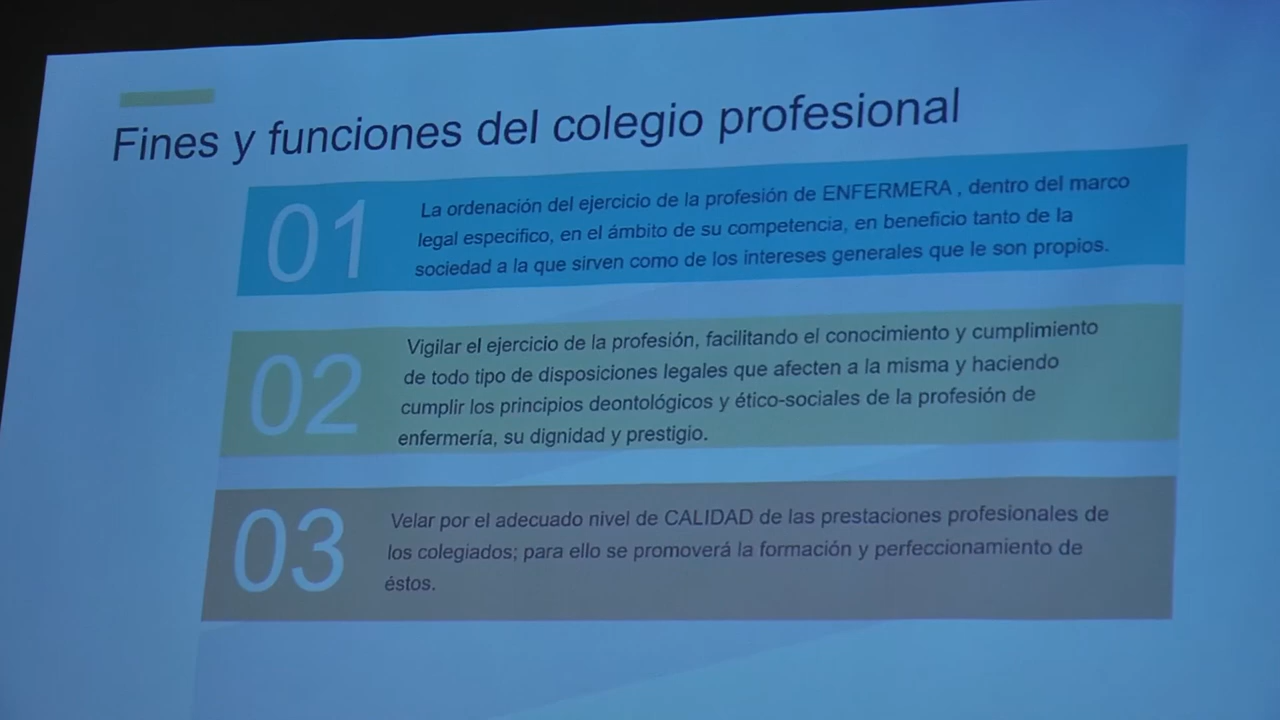 Fines y funciones del colegio profesional
01
La ordenación del ejercicio de la profesión de ENFERMERA , dentro del marco
legal especifico, en el ámbito de su competencia, en beneficio tanto de la
sociedad a la que sirven como de los intereses generales que le son propios.
02
Vigilar el ejercicio de la profesión, facilitando el conocimiento y cumplimiento
de todo tipo de disposiciones legales que afecten a la misma y haciendo
cumplir los principios deontológicos y ético-sociales de la profesión de
enfermería, su dignidad y prestigio.
03
Velar por el adecuado nivel de CALIDAD de las prestaciones profesionales de
los colegiados; para ello se promoverá la formación y perfeccionamiento de
éstos.